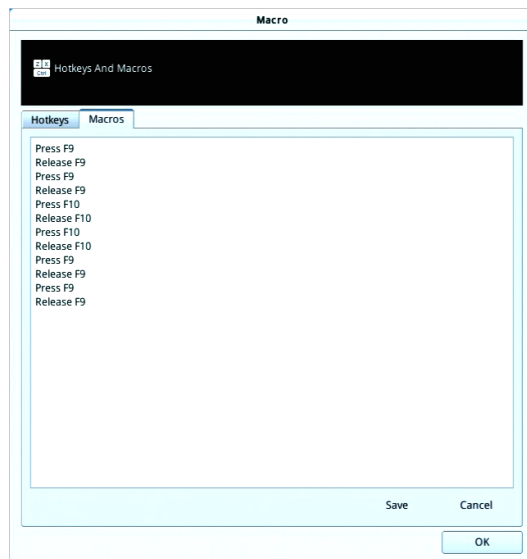 Macro
Z X
Ctrl
Hotkeys And Macros
Hotkeys Macros
Press F9
Release F9
Press F9
Release F9
Press F10
Release F10
Press F10
Release F10
Press F9
Release F9
Press F9
Release F9
Save Cancel
OK